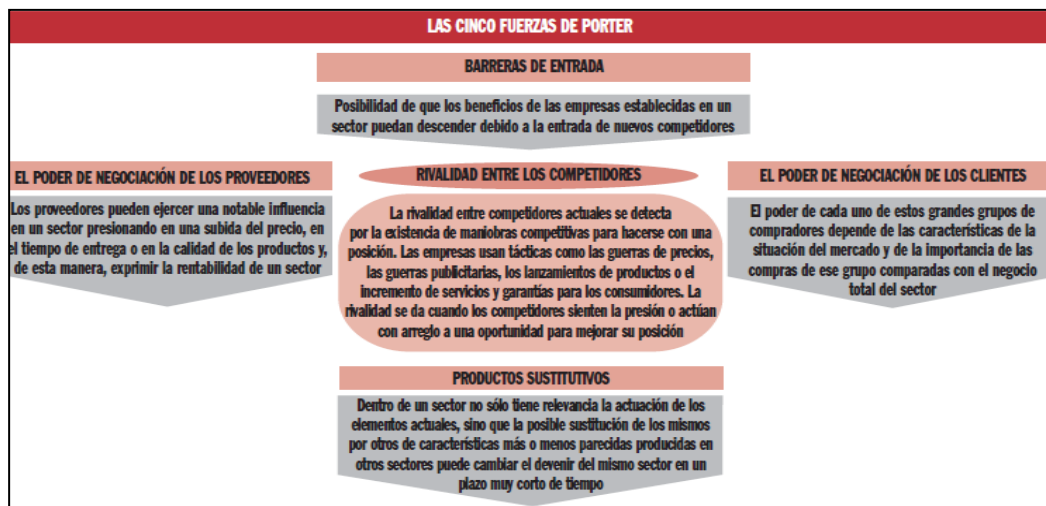 LAS CINCO FUERZAS DE PORTER
BARRERAS DE ENTRADA
Posibilidad de que los beneficios de las empresas establecidas en un
sector puedan descender debido a la entrada de nuevos competidores
EL PODER DE NEGOCIACIÓN DE LOS PROVEEDORES
Los proveedores pueden ejercer una notable influencia
en un sector presionando en una subida del precio, en
el tiempo de entrega o en la calidad de los productos y,
de esta manera, exprimir la rentabilidad de un sector
RIVALIDAD ENTRE LOS COMPETIDORES
La rivalidad entre competidores actuales se detecta
por la existencia de maniobras competitivas para hacerse con una
posición. Las empresas usan tácticas como las guerras de precios,
las guerras publicitarias, los lanzamientos de productos o el
incremento de servicios y garantías para los consumidores. La
rivalidad se da cuando los competidores sienten la presión o actúan
con arreglo a una oportunidad para mejorar su posición
EL PODER DE NEGOCIACIÓN DE LOS CLIENTES
El poder de cada uno de estos grandes grupos de
compradores depende de las características de la
situación del mercado y de la importancia de las
compras de ese grupo comparadas con el negocio
total del sector
PRODUCTOS SUSTITUTIVOS
Dentro de un sector no sólo tiene relevancia la actuación de los
elementos actuales, sino que la posible sustitución de los mismos
por otros de características más o menos parecidas producidas en
otros sectores puede cambiar el devenir del mismo sector en un
plazo muy corto de tiempo